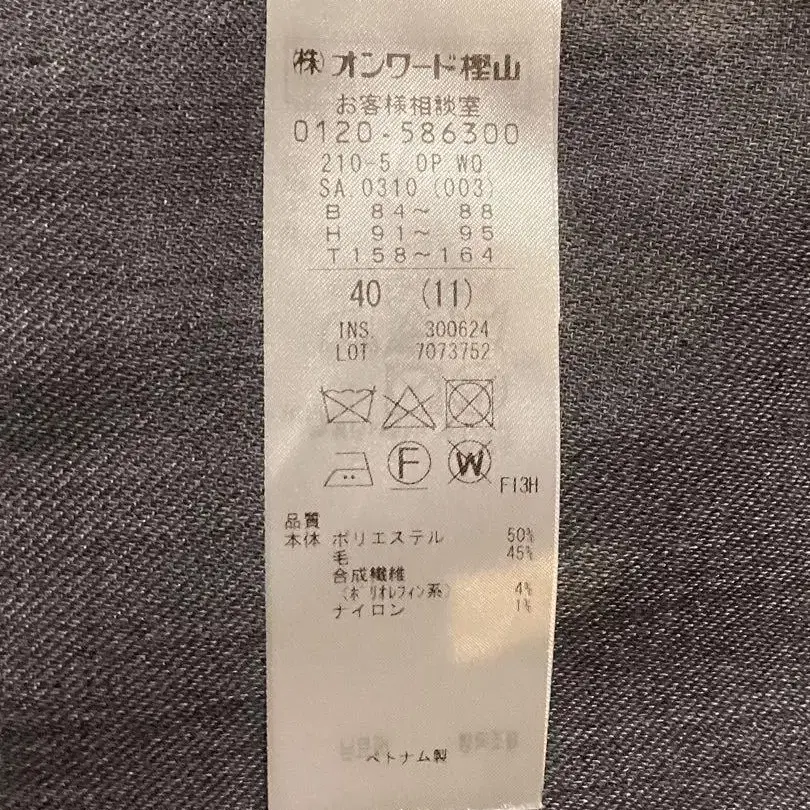 (株)オンワード樫山
お客様相談室
0120-586300
210-5 OP WO
SA.0310 (003)
B 84～ 88
H 91～ 95
T158～164
40 (11)
INS 300624
LOT 7073752
F
W
F13H
品質
本体 ポリエステル 50%
毛 45%
合成繊維
(ポリオレフィン系) 4%
ナイロン 1%
ベトナム製